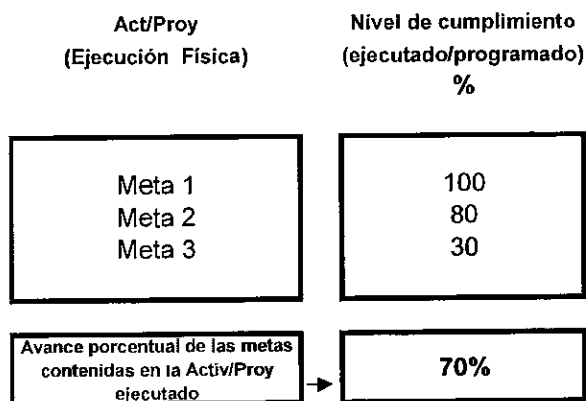 Act/Proy
(Ejecución Física)
Nivel de cumplimiento
(ejecutado/programado)
%
Meta 1
Meta 2
Meta 3
100
80
30
Avance porcentual de las metas
contenidas en la Activ/Proy
ejecutado
70%